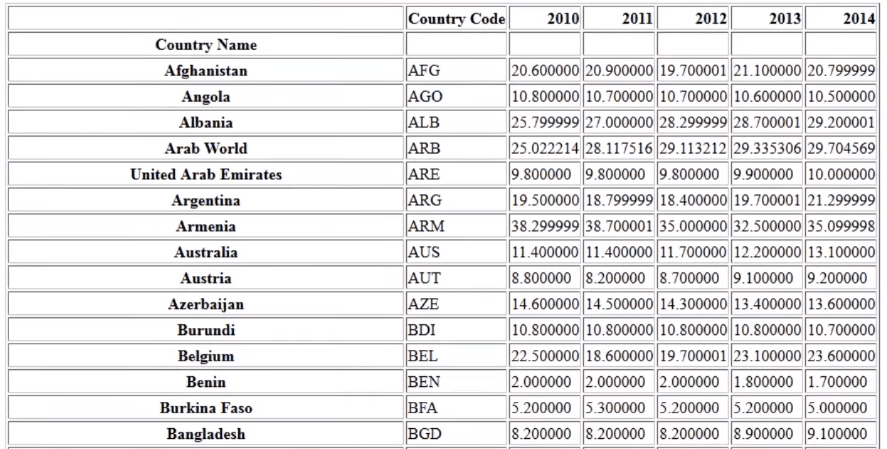 Country Code 2010 2011 2012 2013 2014
Country Name
Afghanistan AFG 20.600000 20.900000 19.700001 21.100000 20.799999
Angola AGO 10.800000 10.700000 10.700000 10.600000 10.500000
Albania ALB 25.799999 27.000000 28.299999 28.700001 29.200001
Arab World ARB 25.022214 28.117516 29.113212 29.335306 29.704569
United Arab Emirates ARE 9.800000 9.800000 9.800000 9.900000 10.000000
Argentina ARG 19.500000 18.799999 18.400000 19.700001 21.299999
Armenia ARM 38.299999 38.700001 35.000000 32.500000 35.099998
Australia AUS 11.400000 11.400000 11.700000 12.200000 13.100000
Austria AUT 8.800000 8.200000 8.700000 9.100000 9.200000
Azerbaijan AZE 14.600000 14.500000 14.300000 13.400000 13.600000
Burundi BDI 10.800000 10.800000 10.800000 10.800000 10.700000
Belgium BEL 22.500000 18.600000 19.700001 23.100000 23.600000
Benin BEN 2.000000 2.000000 2.000000 1.800000 1.700000
Burkina Faso BFA 5.200000 5.300000 5.200000 5.200000 5.000000
Bangladesh BGD 8.200000 8.200000 8.200000 8.900000 9.100000